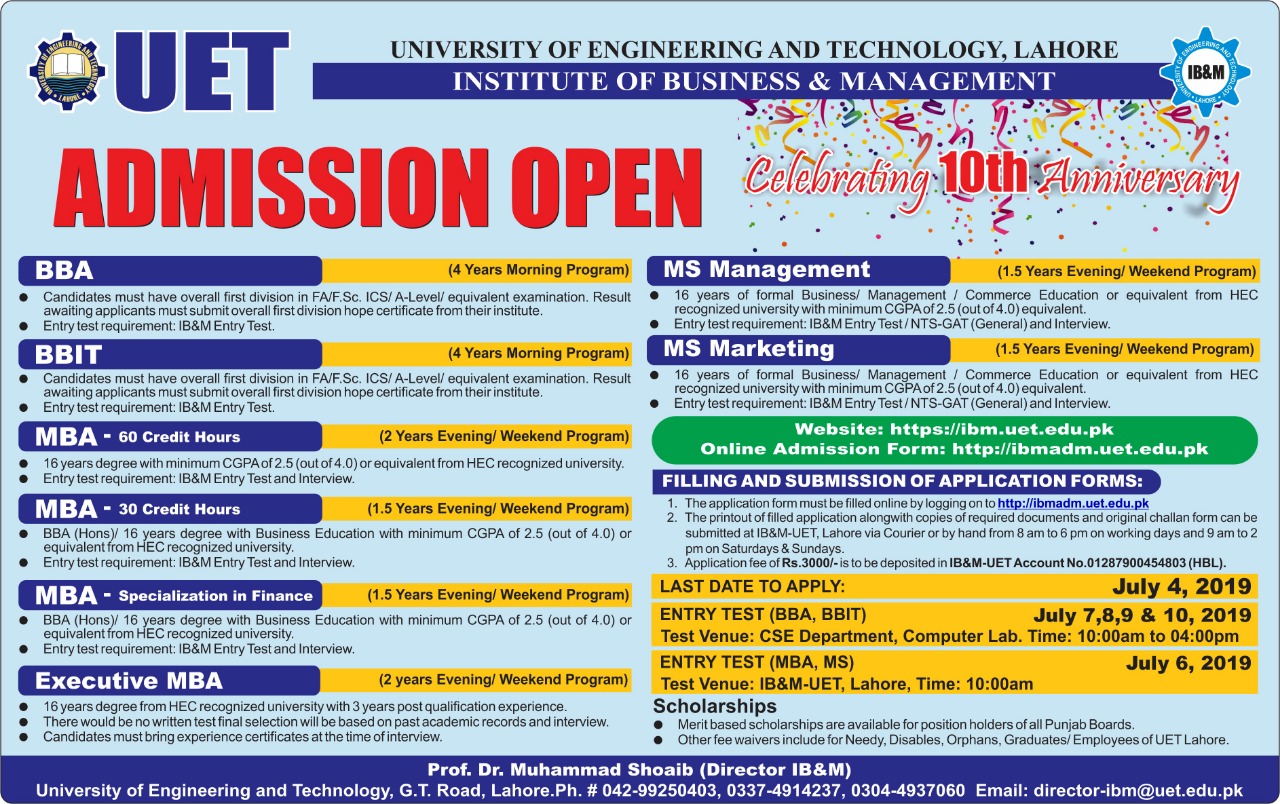 UET
UNIVERSITY OF ENGINEERING AND TECHNOLOGY, LAHORE
INSTITUTE OF BUSINESS & MANAGEMENT
UNIVERSITY OF ENGINEERING AND TECHNOLOGY
LAHORE
IB&M
UNIVERSITY OF ENGINEERING AND TECHNOLOGY
LAHORE
ADMISSION OPEN
Celebrating 10th Anniversary
BBA (4 Years Morning Program)
● Candidates must have overall first division in FA/F.Sc. ICS/ A-Level/ equivalent examination. Result
awaiting applicants must submit overall first division hope certificate from their institute.
● Entry test requirement: IB&M Entry Test.
BBIT (4 Years Morning Program)
● Candidates must have overall first division in FA/F.Sc. ICS/ A-Level/ equivalent examination. Result
awaiting applicants must submit overall first division hope certificate from their institute.
● Entry test requirement: IB&M Entry Test.
MBA - 60 Credit Hours (2 Years Evening/ Weekend Program)
● 16 years degree with minimum CGPA of 2.5 (out of 4.0) or equivalent from HEC recognized university.
● Entry test requirement: IB&M Entry Test and Interview.
MBA - 30 Credit Hours (1.5 Years Evening/ Weekend Program)
● BBA (Hons)/ 16 years degree with Business Education with minimum CGPA of 2.5 (out of 4.0) or
equivalent from HEC recognized university.
● Entry test requirement: IB&M Entry Test and Interview.
MBA - Specialization in Finance (1.5 Years Evening/ Weekend Program)
● BBA (Hons)/ 16 years degree with Business Education with minimum CGPA of 2.5 (out of 4.0) or
equivalent from HEC recognized university.
● Entry test requirement: IB&M Entry Test and Interview.
Executive MBA (2 years Evening/ Weekend Program)
● 16 years degree from HEC recognized university with 3 years post qualification experience.
● There would be no written test final selection will be based on past academic records and interview.
● Candidates must bring experience certificates at the time of interview.
MS Management (1.5 Years Evening/ Weekend Program)
● 16 years of formal Business/ Management / Commerce Education or equivalent from HEC
recognized university with minimum CGPA of 2.5 (out of 4.0) equivalent.
● Entry test requirement: IB&M Entry Test / NTS-GAT (General) and Interview.
MS Marketing (1.5 Years Evening/ Weekend Program)
● 16 years of formal Business/ Management / Commerce Education or equivalent from HEC
recognized university with minimum CGPA of 2.5 (out of 4.0) equivalent.
● Entry test requirement: IB&M Entry Test / NTS-GAT (General) and Interview.
Website: https://ibm.uet.edu.pk
Online Admission Form: http://ibmadm.uet.edu.pk
FILLING AND SUBMISSION OF APPLICATION FORMS:
1. The application form must be filled online by logging on to http://ibmadm.uet.edu.pk
2. The printout of filled application alongwith copies of required documents and original challan form can be
submitted at IB&M-UET, Lahore via Courier or by hand from 8 am to 6 pm on working days and 9 am to 2
pm on Saturdays & Sundays.
3. Application fee of Rs.3000/- is to be deposited in IB&M-UET Account No.01287900454803 (HBL).
LAST DATE TO APPLY: July 4, 2019
ENTRY TEST (BBA, BBIT) July 7,8,9 & 10, 2019
Test Venue: CSE Department, Computer Lab. Time: 10:00am to 04:00pm
ENTRY TEST (MBA, MS) July 6, 2019
Test Venue: IB&M-UET, Lahore, Time: 10:00am
Scholarships
● Merit based scholarships are available for position holders of all Punjab Boards.
● Other fee waivers include for Needy, Disables, Orphans, Graduates/ Employees of UET Lahore.
Prof. Dr. Muhammad Shoaib (Director IB&M)
University of Engineering and Technology, G.T. Road, Lahore.Ph. # 042-99250403, 0337-4914237, 0304-4937060 Email: director-ibm@uet.edu.pk